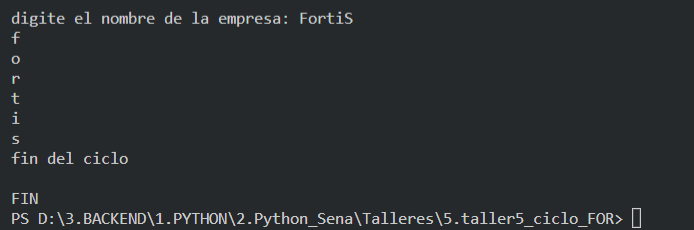 digite el nombre de la empresa: FortiS
f
o
r
t
i
s
fin del ciclo
FIN
PS D:\3.BACKEND\1.PYTHON\2.Python_Sena\Talleres\5.taller5_ciclo_FOR>